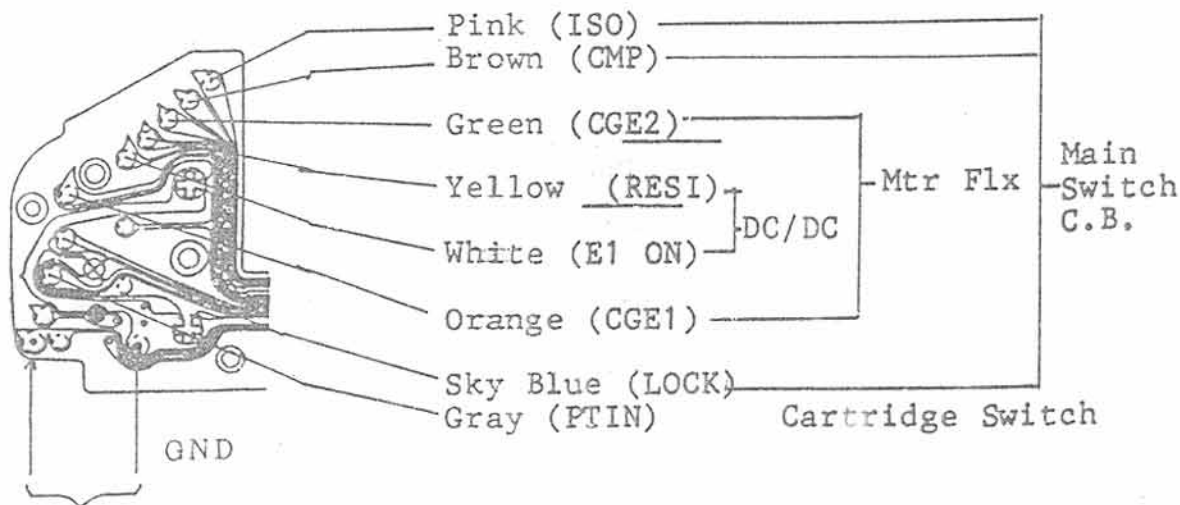 Pink (ISO)
Brown (CMP)
Green (CGE2)
Yellow (RESI)
White (E1 ON)
DC/DC
Mtr Flx
Main
Switch
C.B.
Orange (CGE1)
Sky Blue (LOCK)
Gray (PTIN)
Cartridge Switch
GND